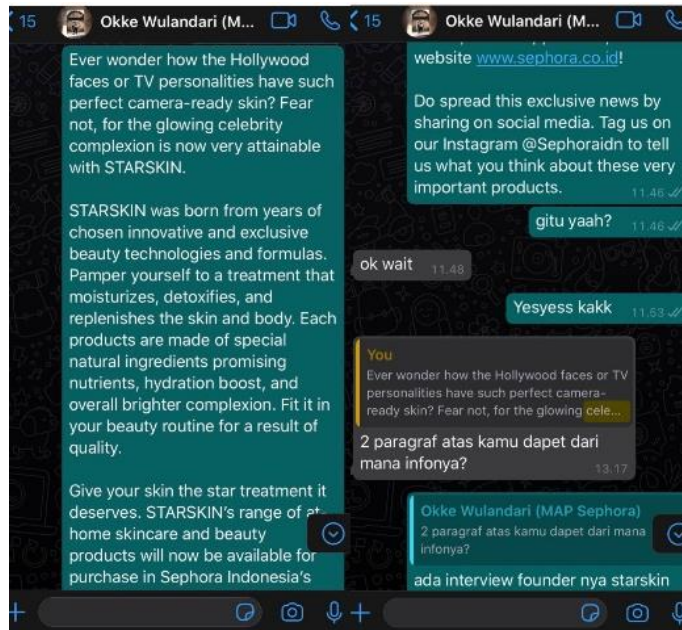 15 Okke Wulandari (M...
Ever wonder how the Hollywood
faces or TV personalities have such
perfect camera-ready skin? Fear
not, for the glowing celebrity
complexion is now very attainable
with STARSKIN.
STARSKIN was born from years of
chosen innovative and exclusive
beauty technologies and formulas.
Pamper yourself to a treatment that
moisturizes, detoxifies, and
replenishes the skin and body. Each
products are made of special
natural ingredients promising
nutrients, hydration boost, and
overall brighter complexion. Fit it in
your beauty routine for a result of
quality.
Give your skin the star treatment it
deserves. STARSKIN's range of at-
home skincare and beauty
products will now be available for
purchase in Sephora Indonesia's
15 Okke Wulandari (M...
website www.sephora.co.id!
Do spread this exclusive news by
sharing on social media. Tag us on
our Instagram @Sephoraidn to tell
us what you think about these very
important products.
11.46
gitu yaah? 11.46
ok wait 11.48
Yesyess kakk 11.53
You
Ever wonder how the Hollywood faces or TV
personalities have such perfect camera-
ready skin? Fear not, for the glowing cele...
2 paragraf atas kamu dapet dari
mana infonya?
13.17
Okke Wulandari (MAP Sephora)
2 paragraf atas kamu dapet dari mana
infonya?
ada interview founder nya starskin